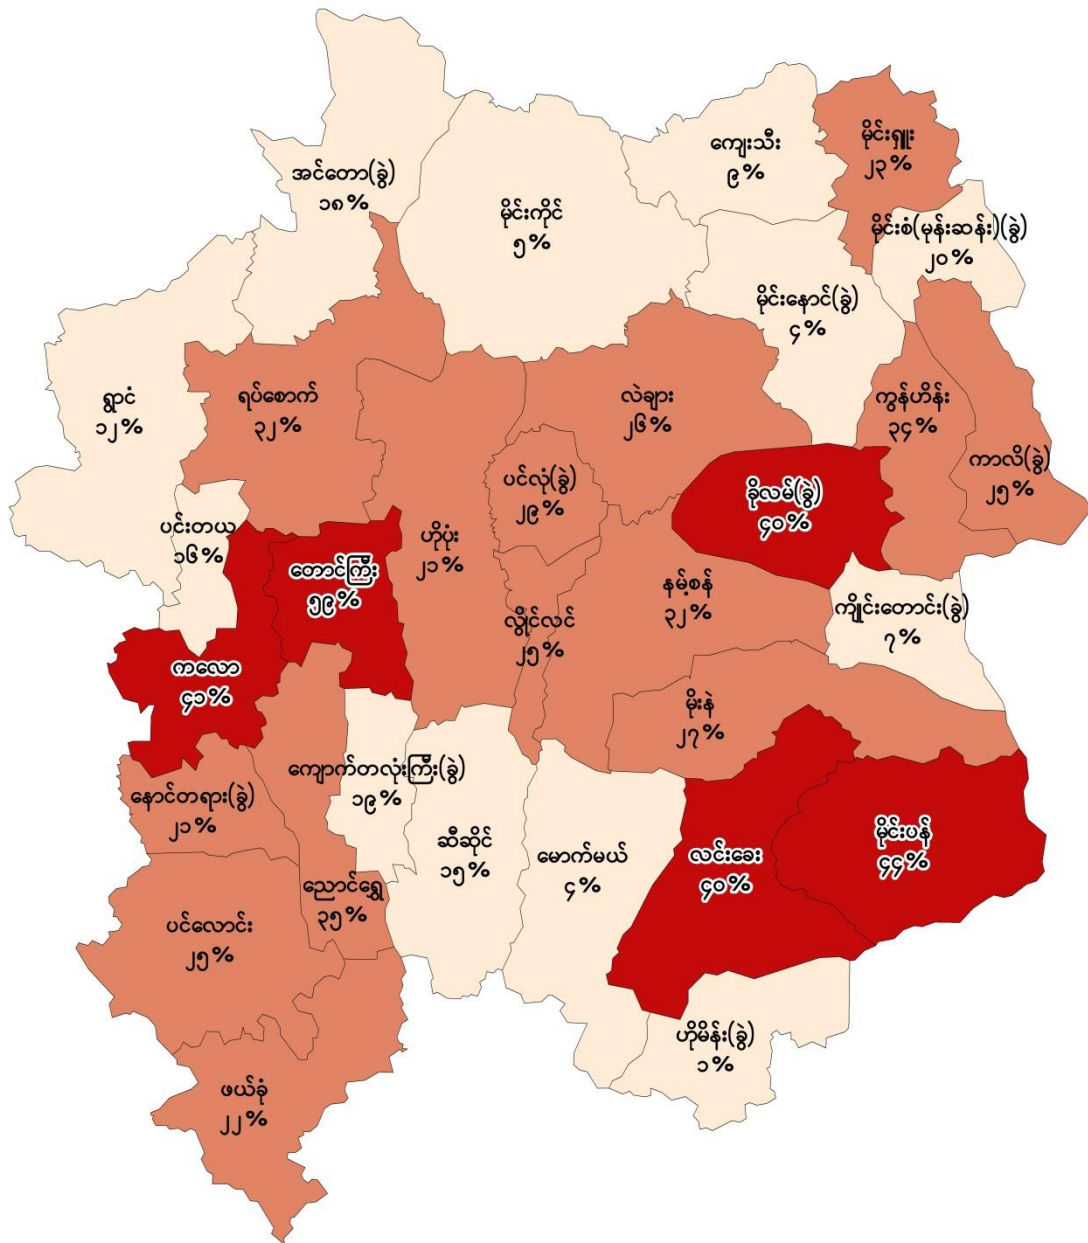 ကျေးသီး
၉%
မိုင်းရှူး
၂၃%
အင်တော(ခွဲ)
၁၈%
မိုင်းကိုင်
၅%
မိုင်းစံ(မုန်းဆန်း)(ခွဲ)
၂၀%
မိုင်းနောင်(ခွဲ)
၄%
ရွာငံ
၁၂%
ရပ်စောက်
၃၂%
လဲချား
၂၆%
ကွန်ဟိန်း
၃၄%
ကာလိ(ခွဲ)
၂၅%
ပင်လုံ(ခွဲ)
၂၉%
ခိုလမ်(ခွဲ)
၄၀%
ပင်းတယ
၁၆%
ဟိုပုံး
၂၁%
တောင်ကြီး
၅၉%
နမ့်စန်
၃၂%
ကျိုင်းတောင်း(ခွဲ)
၇%
လွိုင်လင်
၂၅%
ကလော
၄၁%
မိုးနဲ
၂၇%
ကျောက်တလုံးကြီး(ခွဲ)
၁၉%
နောင်တရား(ခွဲ)
၂၁%
ဆီဆိုင်
၁၅%
မောက်မယ်
၄%
လင်းခေး
၄၀%
မိုင်းပန်
၄၄%
ညောင်ရွှေ
၃၅%
ပင်လောင်း
၂၅%
ဟိုမိန်း(ခွဲ)
၁%
ဖယ်ခုံ
၂၂%